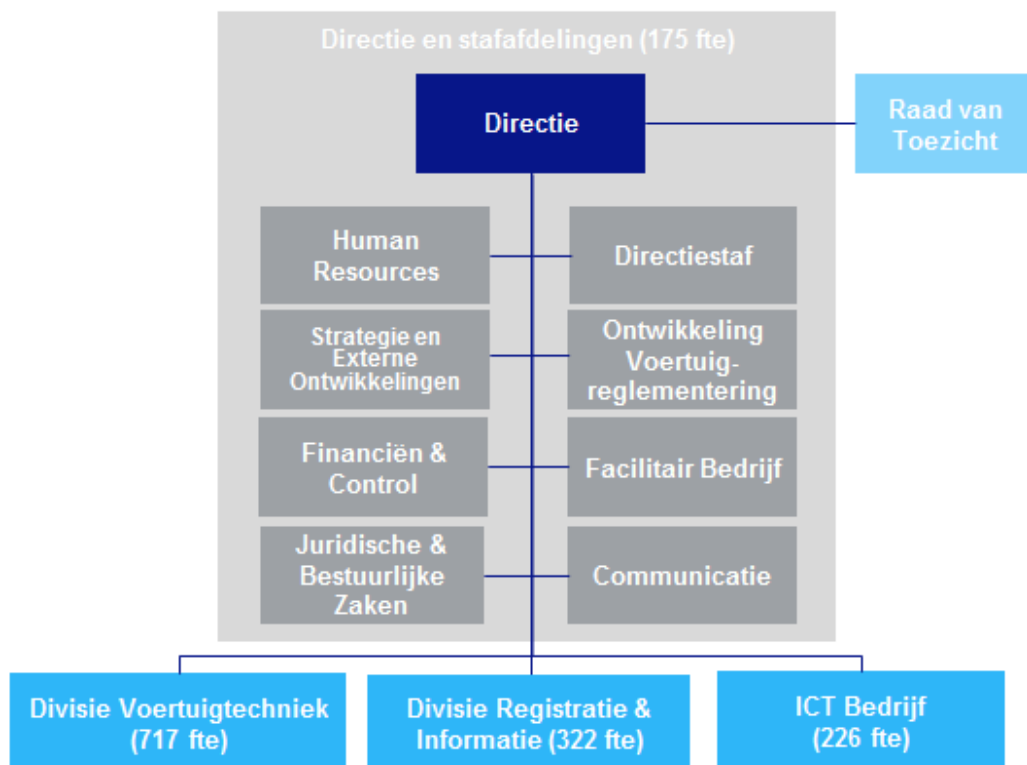 Directie en stafafdelingen (175 fte)
Directie
Raad van
Toezicht
Human
Resources
Directiestaf
Strategie en
Externe
Ontwikkelingen
Ontwikkeling
Voertuig-
reglementering
Financiën &
Control
Facilitair Bedrijf
Juridische &
Bestuurlijke
Zaken
Communicatie
Divisie Voertuigtechniek
(717 fte)
Divisie Registratie &
Informatie (322 fte)
ICT Bedrijf
(226 fte)